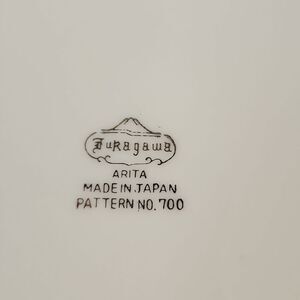 Fukagawa
ARITA
MADE IN JAPAN
PATTERN NO. 700